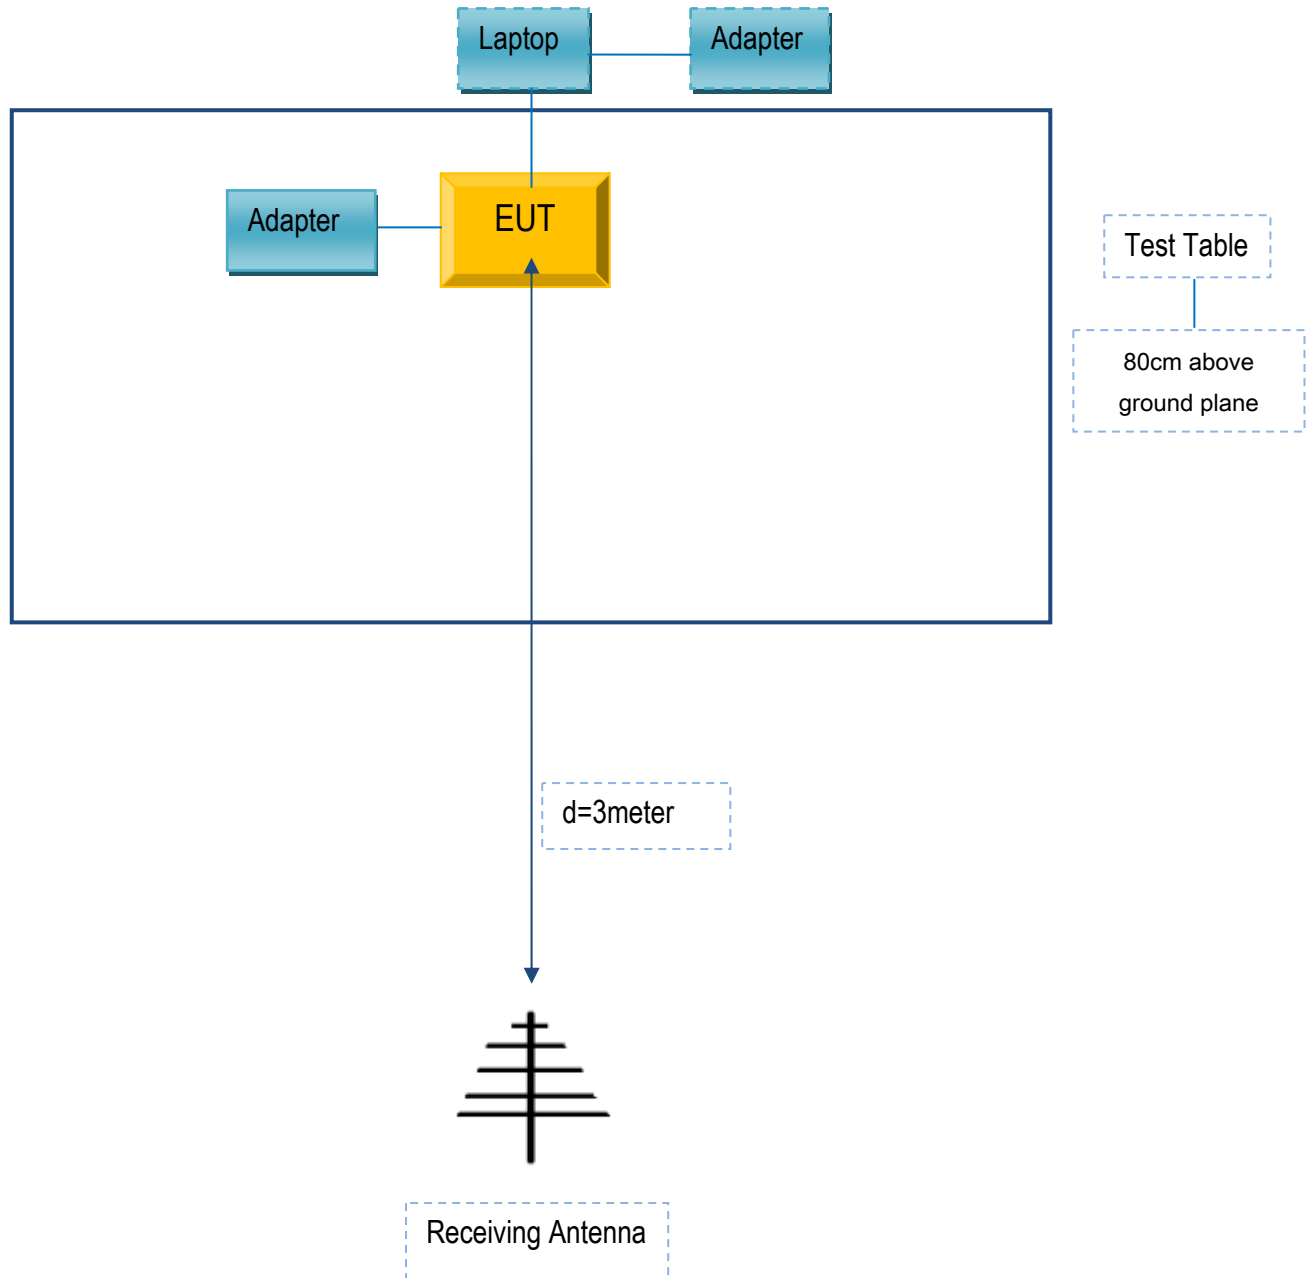 Laptop
Adapter
Adapter
EUT
Test Table
80cm above
ground plane
d=3meter
Receiving Antenna